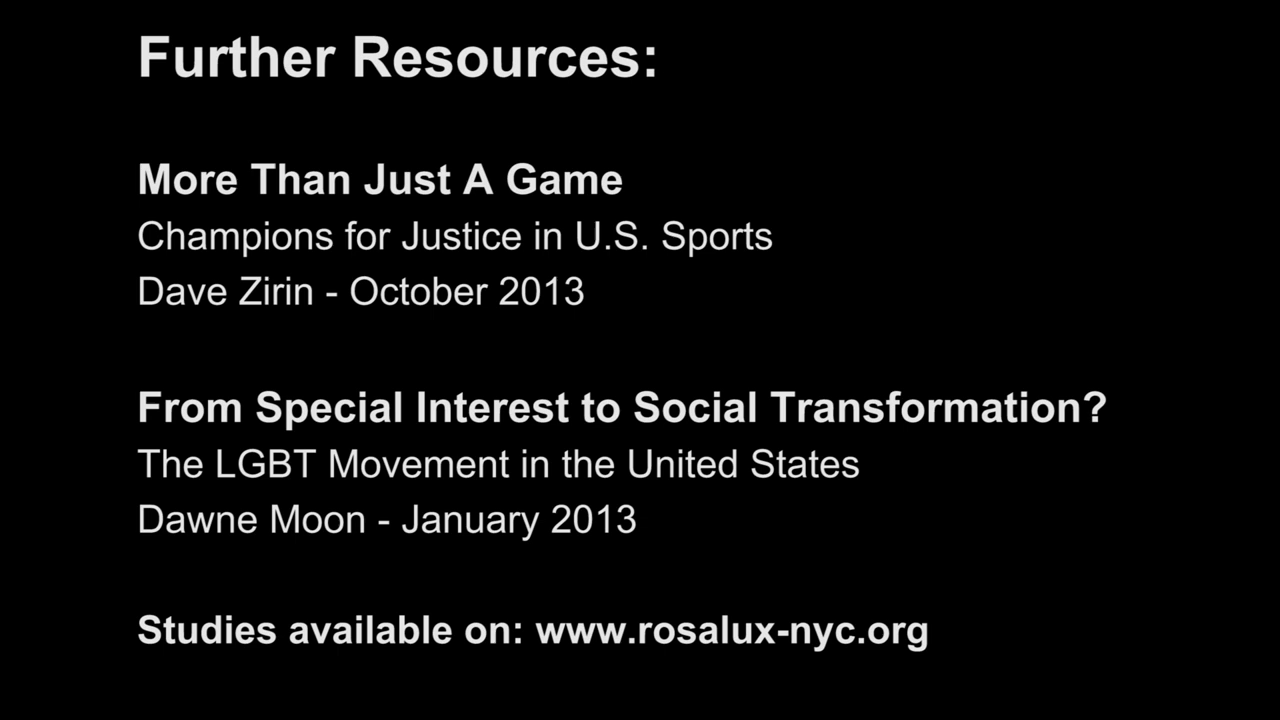 Further Resources:
More Than Just A Game
Champions for Justice in U.S. Sports
Dave Zirin - October 2013
From Special Interest to Social Transformation?
The LGBT Movement in the United States
Dawne Moon - January 2013
Studies available on: www.rosalux-nyc.org